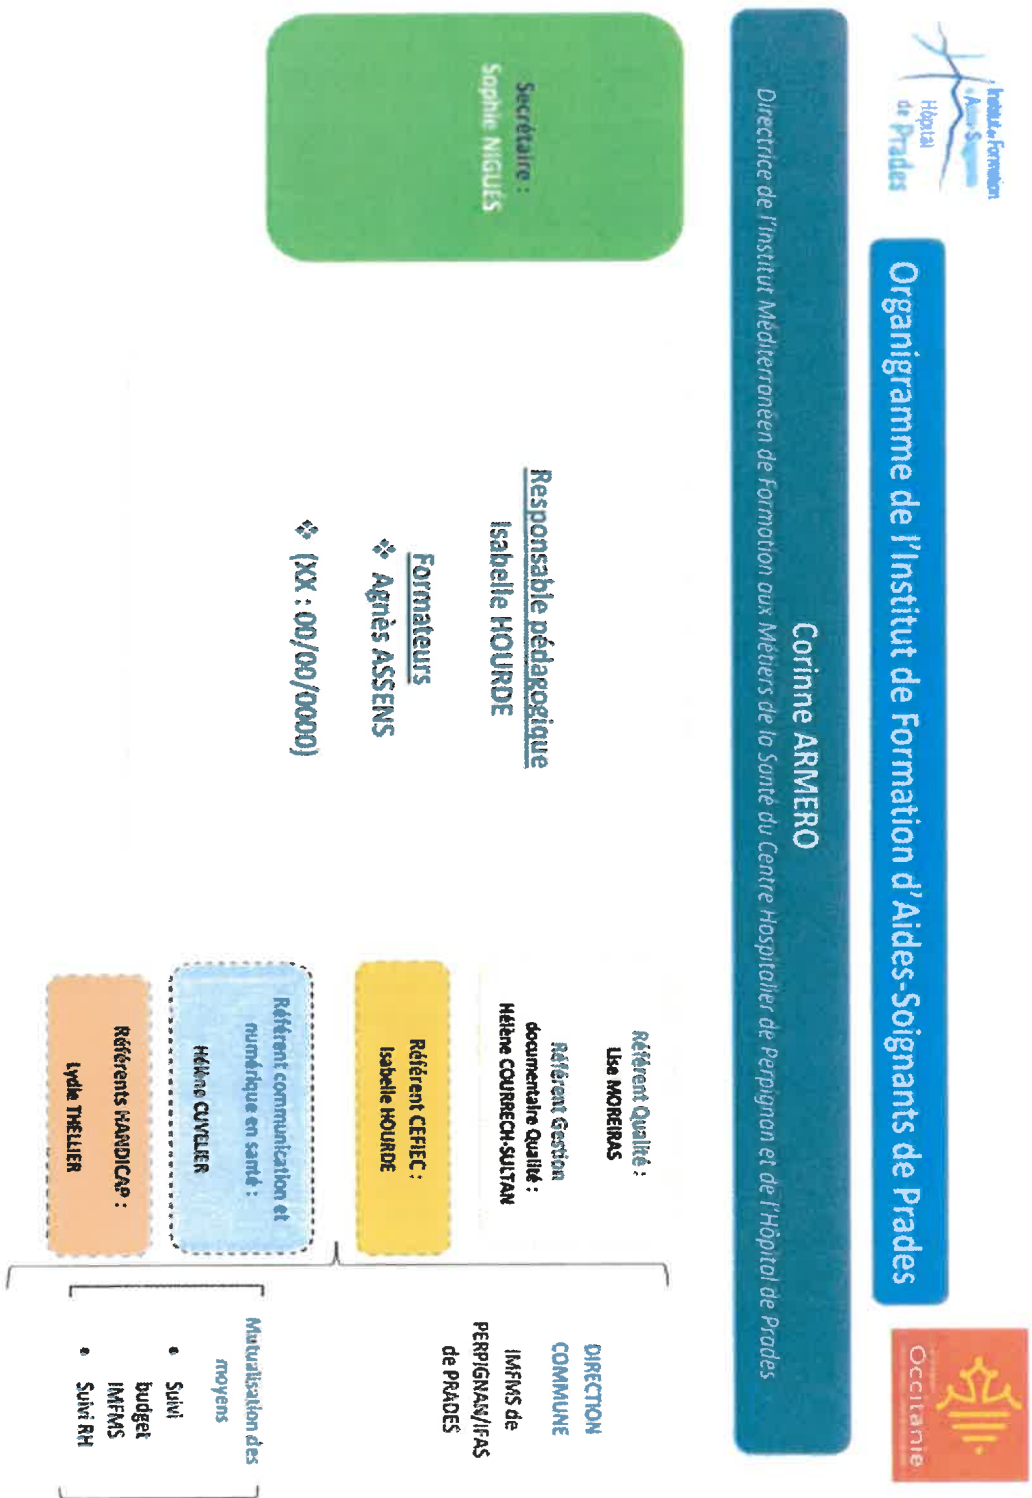 Institut de Formation
d'Aides-Soignants
Hôpital
de Prades
Organigramme de l'Institut de Formation d'Aides-Soignants de Prades
Occitanie
Corinne ARMERO
Directrice de l'Institut Méditerranéen de Formation aux Métiers de la Santé du Centre Hospitalier de Perpignan et de l'Hôpital de Prades
Secrétaire :
Sophie NIGUÈS
Responsable pédagogique
Isabelle HOURDE
Formateurs
❖ Agnès ASSENS
❖ (XX : 00/00/0000)
Référent Qualité :
Lise MOREIRAS
Référent Gestion
documentaire Qualité :
Hélène COURRECH-SULTAN
Référent CEFIEC :
Isabelle HOURDE
Référent communication et
numérique en santé :
Hélène CUVELIER
Référents HANDICAP :
Lydie THELLIER
DIRECTION
COMMUNE
IMFMS de
PERPIGNAN/IFAS
de PRADES
Mutualisation des
moyens
• Suivi
budget
IMFMS
• Suivi RH